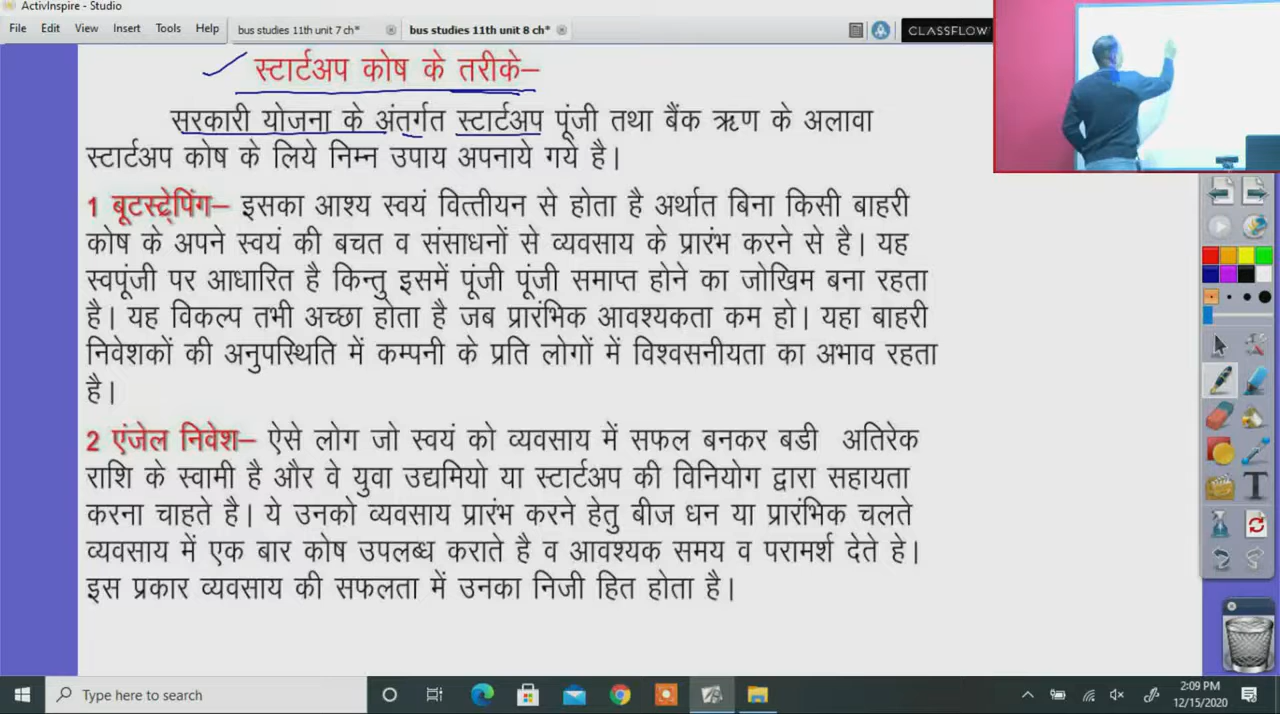 ActivInspire - Studio
File Edit View Insert Tools Help bus studies 11th unit 7 ch* bus studies 11th unit 8 ch* CLASSFLOW
स्टार्टअप कोष के तरीके–
सरकारी योजना के अंतर्गत स्टार्टअप पूंजी तथा बैंक ऋण के अलावा
स्टार्टअप कोष के लिये निम्न उपाय अपनाये गये है।
1 बूटस्ट्रेपिंग– इसका आश्य स्वयं वित्तीयन से होता है अर्थात बिना किसी बाहरी
कोष के अपने स्वयं की बचत व संसाधनों से व्यवसाय के प्रारंभ करने से है। यह
स्वपूंजी पर आधारित है किन्तु इसमें पूंजी पूंजी समाप्त होने का जोखिम बना रहता
है। यह विकल्प तभी अच्छा होता है जब प्रारंभिक आवश्यकता कम हो। यहा बाहरी
निवेशकों की अनुपस्थिति में कम्पनी के प्रति लोगों में विश्वसनीयता का अभाव रहता
है।
2 एंजेल निवेश– ऐसे लोग जो स्वयं को व्यवसाय में सफल बनकर बडी अतिरेक
राशि के स्वामी है और वे युवा उद्यमियो या स्टार्टअप की विनियोग द्वारा सहायता
करना चाहते है। ये उनको व्यवसाय प्रारंभ करने हेतु बीज धन या प्रारंभिक चलते
व्यवसाय में एक बार कोष उपलब्ध कराते है व आवश्यक समय व परामर्श देते हे।
इस प्रकार व्यवसाय की सफलता में उनका निजी हित होता है।
Type here to search
2:09 PM
12/15/2020